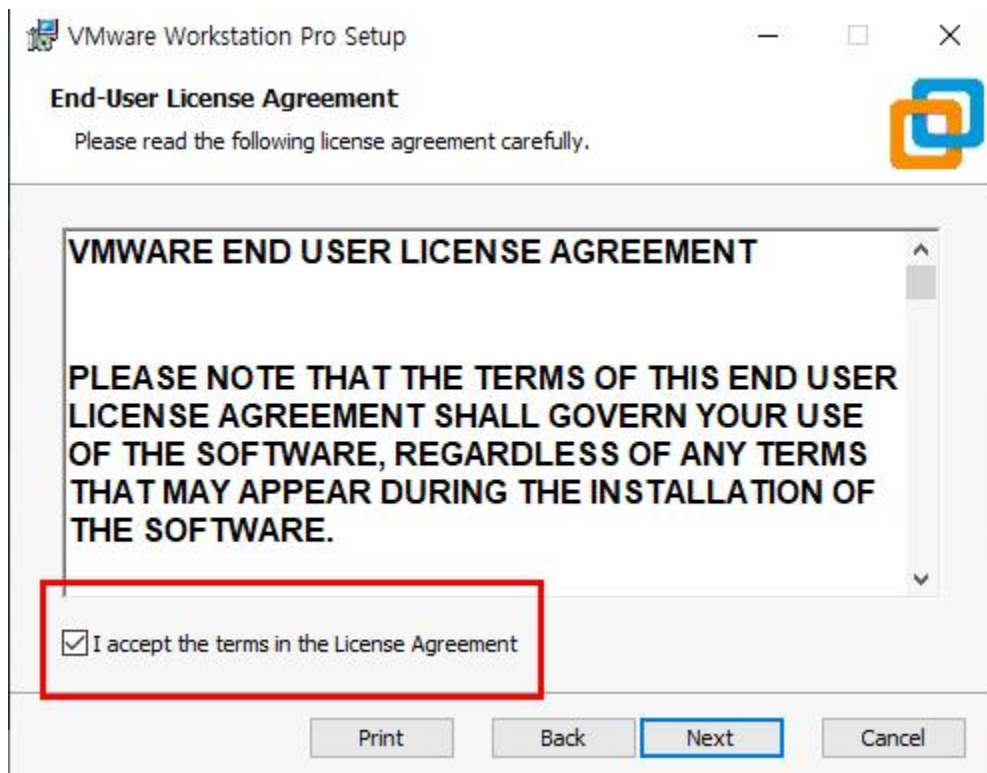 VMware Workstation Pro Setup
End-User License Agreement
Please read the following license agreement carefully.
VMWARE END USER LICENSE AGREEMENT
PLEASE NOTE THAT THE TERMS OF THIS END USER
LICENSE AGREEMENT SHALL GOVERN YOUR USE
OF THE SOFTWARE, REGARDLESS OF ANY TERMS
THAT MAY APPEAR DURING THE INSTALLATION OF
THE SOFTWARE.
I accept the terms in the License Agreement
Print Back Next Cancel